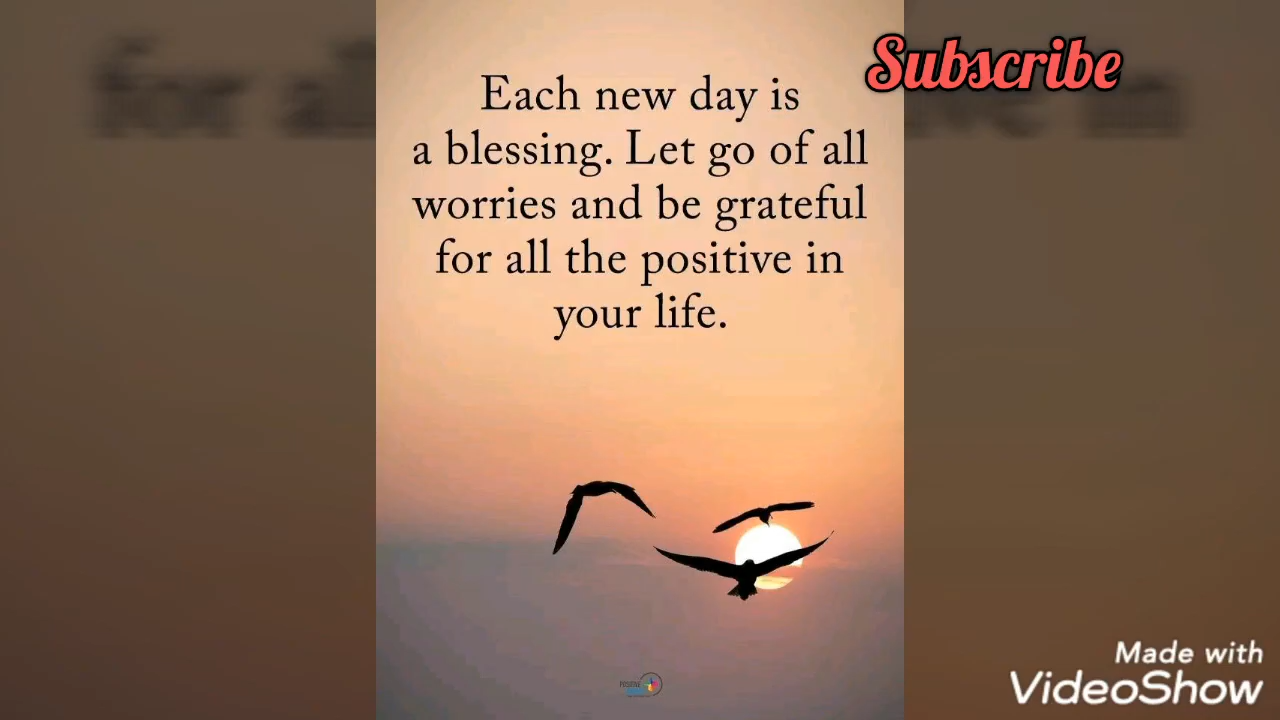 Subscribe
Each new day is
a blessing. Let go of all
worries and be grateful
for all the positive in
your life.
Made with
VideoShow